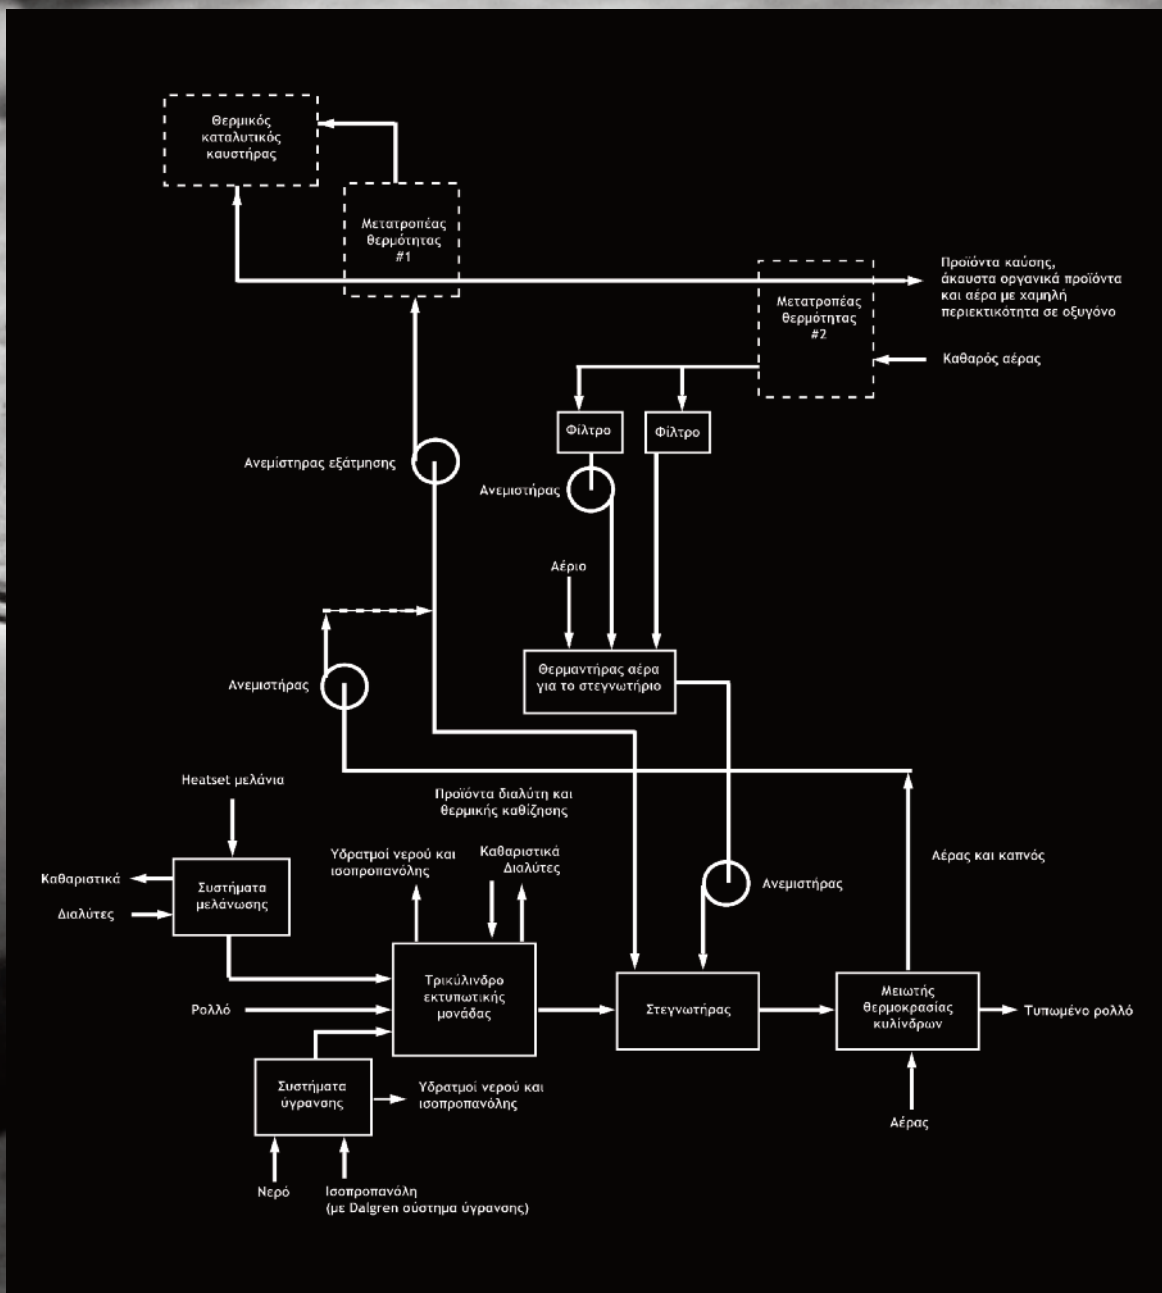 Θερμικός
καταλυτικός
καυστήρας
Μετατροπέας
θερμότητας
#1
Προϊόντα καύσης,
άκαυστα οργανικά προϊόντα
και αέρα με χαμηλή
περιεκτικότητα σε οξυγόνο
Μετατροπέας
θερμότητας
#2
Καθαρός αέρας
Φίλτρο
Φίλτρο
Ανεμίστηρας εξάτμησης
Ανεμιστήρας
Αέριο
Θερμαντήρας αέρα
για το στεγνωτήριο
Ανεμιστήρας
Heatset μελάνια
Προϊόντα διαλύτη και
θερμικής καθίζησης
Υδρατμοί νερού και
ισοπροπανόλης
Καθαριστικά
Διαλύτες
Αέρας και καπνός
Καθαριστικά
Διαλύτες
Συστήματα
μελάνωσης
Ανεμιστήρας
Τρικύλινδρο
εκτυπωτικής
μονάδας
Ρολλό
Στεγνωτήρας
Μειωτής
θερμοκρασίας
κυλίνδρων
Τυπωμένο ρολλό
Συστήματα
ύγρανσης
Υδρατμοί νερού και
ισοπροπανόλης
Αέρας
Νερό
Ισοπροπανόλη
(με Dalgren σύστημα ύγρανσης)